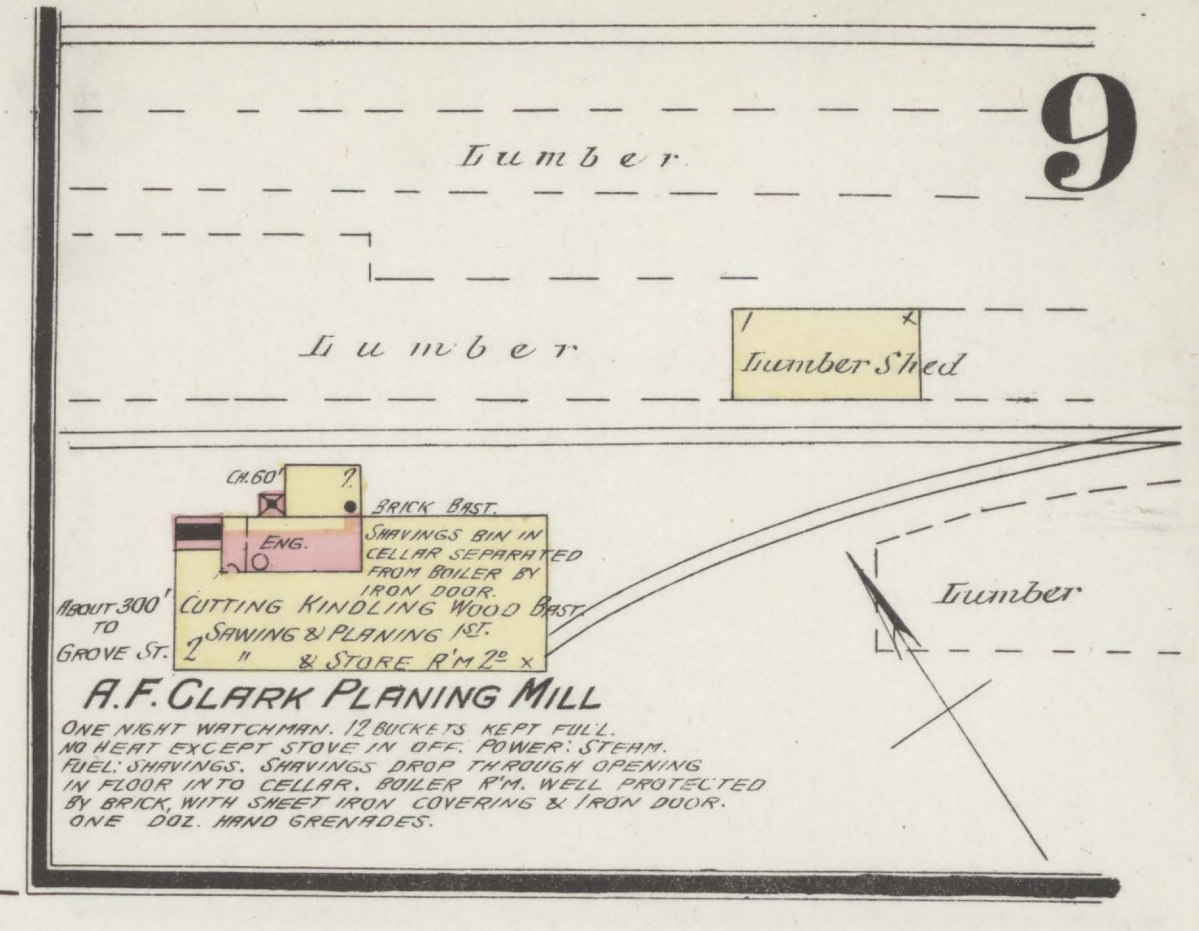 9
Lumber
Lumber
1 x
Lumber Shed
CH. 60'
2
BRICK BAST.
ENG.
SHAVINGS BIN IN
CELLAR SEPARATED
FROM BOILER BY
IRON DOOR.
ABOUT 300'
TO
GROVE ST.
CUTTING KINDLING WOOD BAST.
SAWING & PLANING 1ST.
2 " & STORE R'M 2D x
Lumber
A.F. CLARK PLANING MILL
ONE NIGHT WATCHMAN. 12 BUCKETS KEPT FULL.
NO HEAT EXCEPT STOVE IN OFF. POWER: STEAM.
FUEL: SHAVINGS. SHAVINGS DROP THROUGH OPENING
IN FLOOR INTO CELLAR. BOILER R'M. WELL PROTECTED
BY BRICK, WITH SHEET IRON COVERING & IRON DOOR.
ONE DOZ. HAND GRENADES.